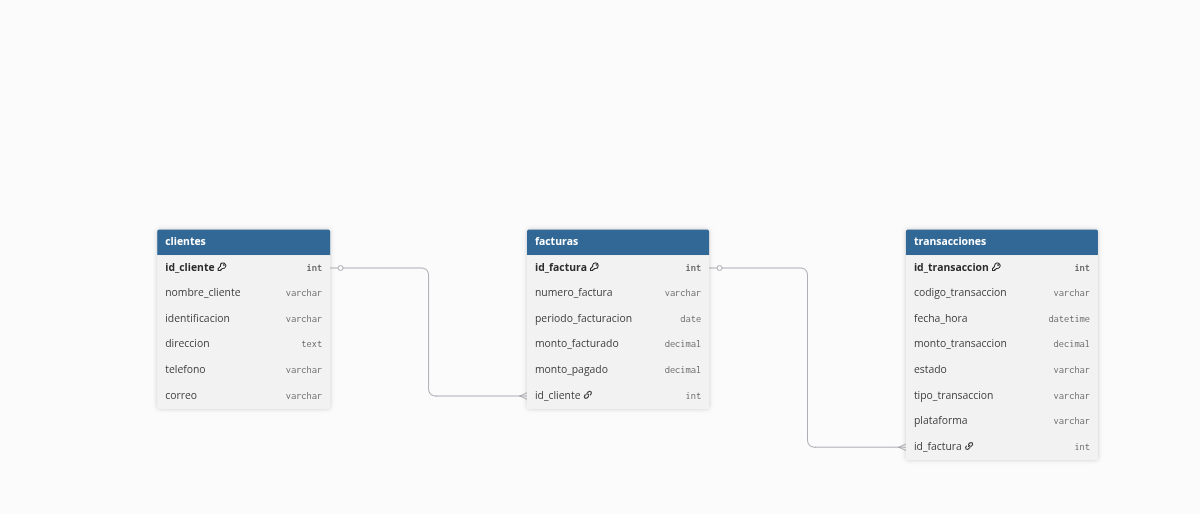 clientes
id_cliente int
nombre_cliente varchar
identificacion varchar
direccion text
telefono varchar
correo varchar
facturas
id_factura int
numero_factura varchar
periodo_facturacion date
monto_facturado decimal
monto_pagado decimal
id_cliente int
transacciones
id_transaccion int
codigo_transaccion varchar
fecha_hora datetime
monto_transaccion decimal
estado varchar
tipo_transaccion varchar
plataforma varchar
id_factura int